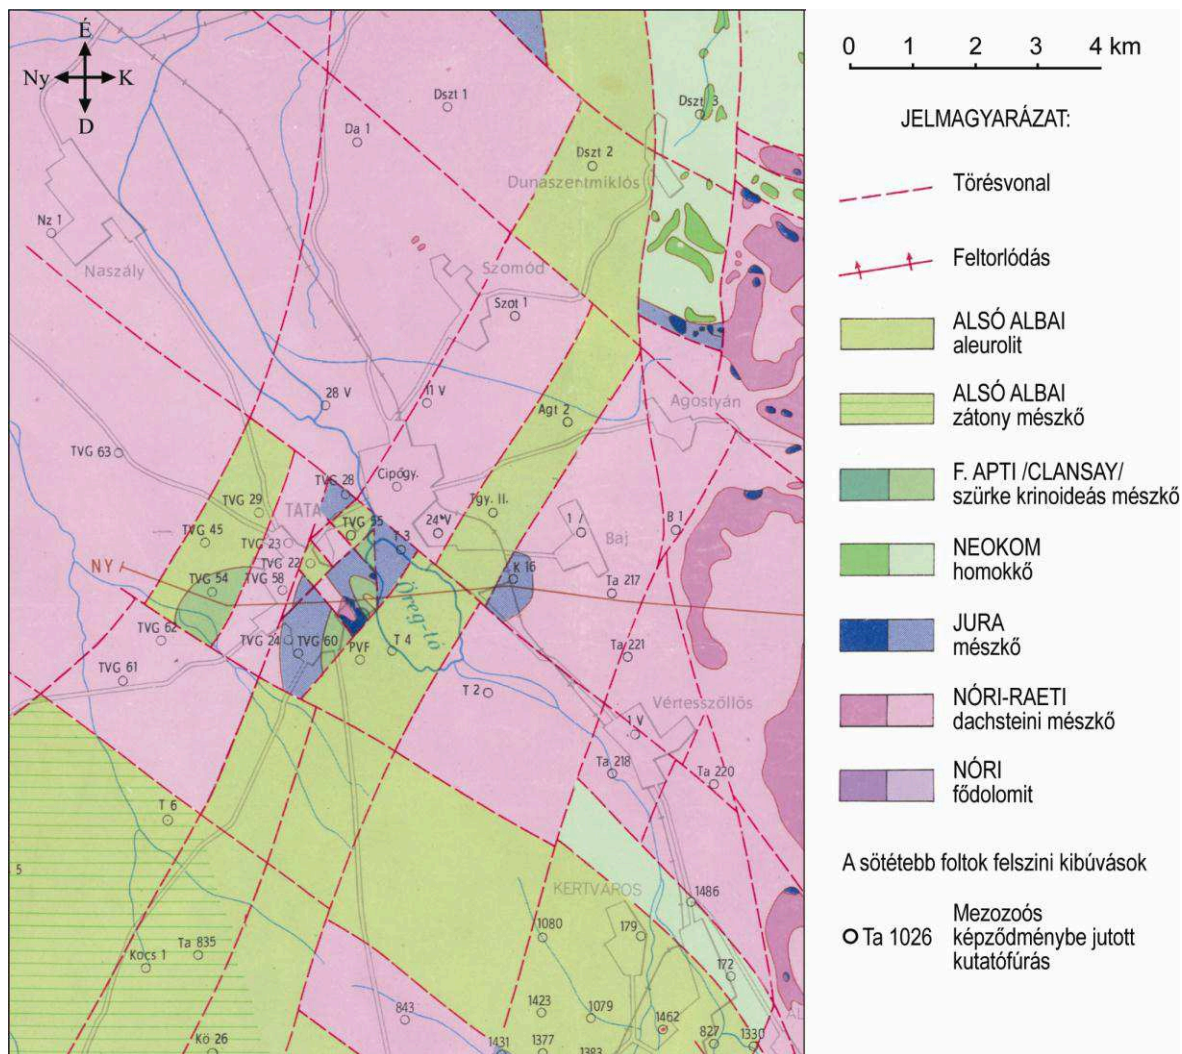 É
Ny K
D
Dszt 1
Da 1
Dszt 3
Dszt 2
Dunaszentmiklós
Nz 1
Naszály
Szomód
Szot 1
28 V
11 V
Agt 2
Agostyán
TVG 63
Cipőgy.
TVG 28
TVG 29
TATA
Tgy. II.
TVG 45
TVG 23
TVG 55
24 V
T 3
Baj
B 1
TVG 22
NY
TVG 54
TVG 58
K 16
Ta 217
Öreg-tó
TVG 62
TVG 24
TVG 60
PVF
T 4
Ta 221
TVG 61
T 2
Vértesszőllős
1 V
Ta 218
Ta 220
T 6
5
KERTVÁROS
1486
1080
179
Ta 835
Kocs 1
172
843
1423
1079
1462
827
1330
Kö 26
1431
1377
1383
0 1 2 3 4 km
JELMAGYARÁZAT:
Törésvonal
Feltorlódás
ALSÓ ALBAI
aleurolit
ALSÓ ALBAI
zátony mészkő
F. APTI /CLANSAY/
szürke krinoideás mészkő
NEOKOM
homokkő
JURA
mészkő
NÓRI-RAETI
dachsteini mészkő
NÓRI
fődolomit
A sötétebb foltok felszini kibúvások
Ta 1026
Mezozoós
képződménybe jutott
kutatófúrás